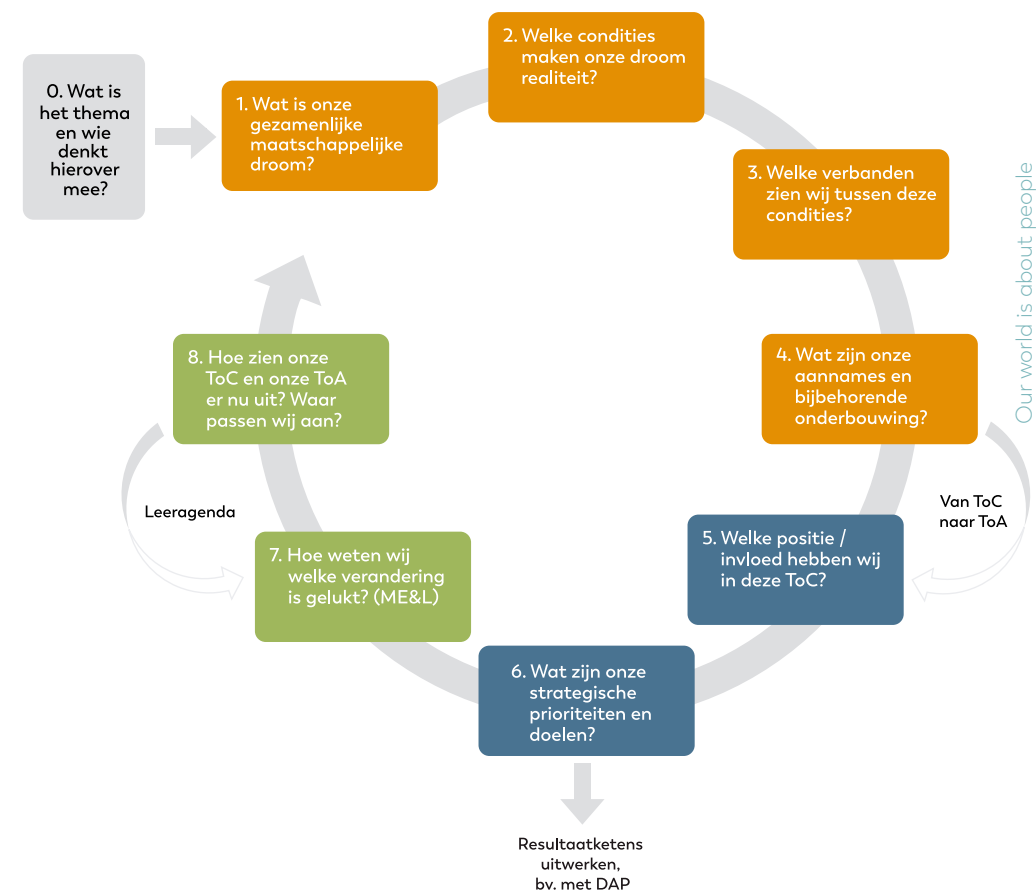 0. Wat is
het thema
en wie
denkt
hierover
mee?
1. Wat is onze
gezamenlijke
maatschappelijke
droom?
2. Welke condities
maken onze droom
realiteit?
3. Welke verbanden
zien wij tussen deze
condities?
4. Wat zijn onze
aannames en
bijbehorende
onderbouwing?
Van ToC
naar ToA
5. Welke positie /
invloed hebben wij
in deze ToC?
6. Wat zijn onze
strategische
prioriteiten en
doelen?
Resultaatketens
uitwerken,
bv. met DAP
7. Hoe weten wij
welke verandering
is gelukt? (ME&L)
Leeragenda
8. Hoe zien onze
ToC en onze ToA
er nu uit? Waar
passen wij aan?
Our world is about people